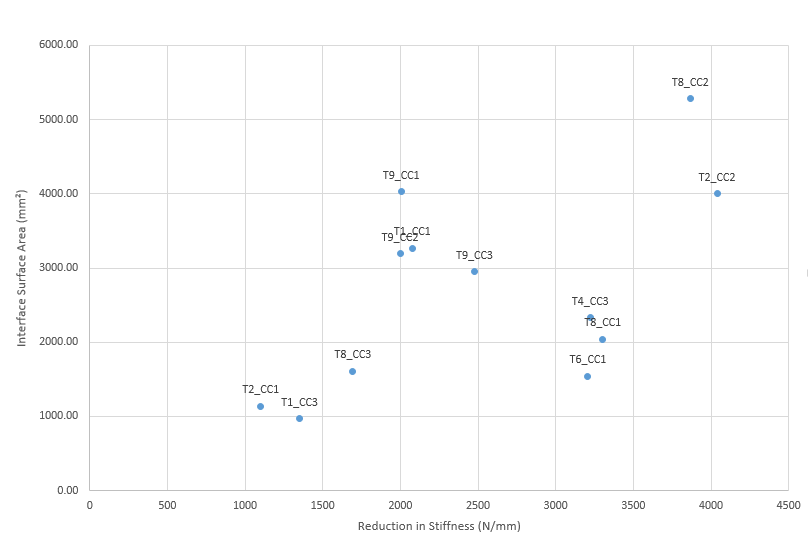 6000.00
T8_CC2
5000.00
T9_CC1
T2_CC2
4000.00
T1_CC1
T9_CC2
T9_CC3
3000.00
T4_CC3
T8_CC1
2000.00
T8_CC3
T6_CC1
T2_CC1
T1_CC3
1000.00
0.00
0 500 1000 1500 2000 2500 3000 3500 4000 4500
Reduction in Stiffness (N/mm)
Interface Surface Area (mm²)